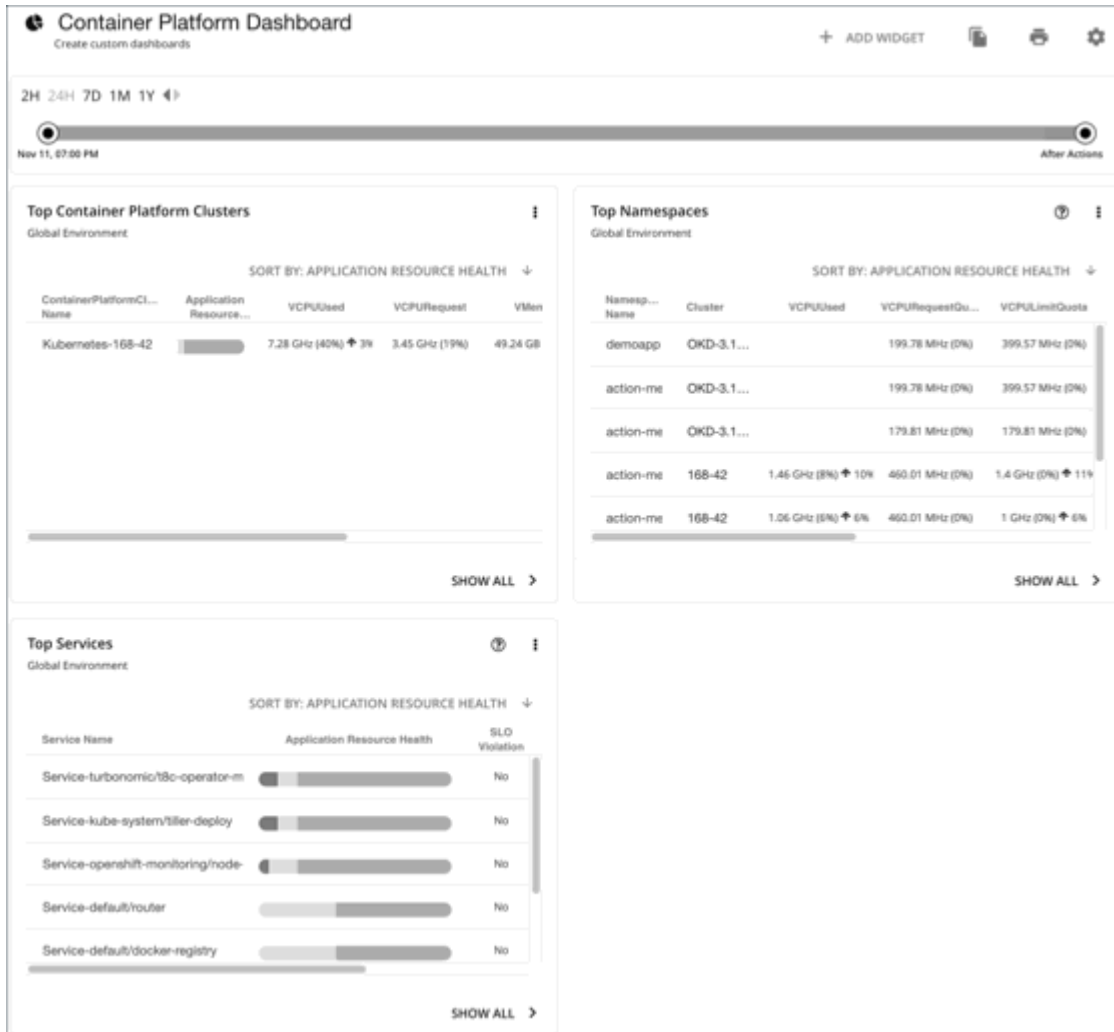 Container Platform Dashboard
Create custom dashboards
+ ADD WIDGET
2H 24H 7D 1M 1Y
Nov 11, 07:00 PM
After Actions
Top Container Platform Clusters
Global Environment
SORT BY: APPLICATION RESOURCE HEALTH
ContainerPlatformCl... Name Application Resource... VCPUUsed VCPURequest VMem
Kubernetes-168-42 7.28 GHz (40%) 3% 3.45 GHz (19%) 49.24 GB
SHOW ALL
Top Namespaces
Global Environment
SORT BY: APPLICATION RESOURCE HEALTH
Namesp... Name Cluster VCPUUsed VCPURequestQu... VCPULimitQuota
demoapp OKD-3.1... 199.78 MHz (0%) 399.57 MHz (0%)
action-me OKD-3.1... 199.78 MHz (0%) 399.57 MHz (0%)
action-me OKD-3.1... 179.81 MHz (0%) 179.81 MHz (0%)
action-me 168-42 1.46 GHz (8%) 10% 460.01 MHz (0%) 1.4 GHz (0%) 11%
action-me 168-42 1.06 GHz (6%) 6% 460.01 MHz (0%) 1 GHz (0%) 6%
SHOW ALL
Top Services
Global Environment
SORT BY: APPLICATION RESOURCE HEALTH
Service Name Application Resource Health SLO Violation
Service-turbonomic/t8c-operator-m No
Service-kube-system/tiller-deploy No
Service-openshift-monitoring/node- No
Service-default/router No
Service-default/docker-registry No
SHOW ALL